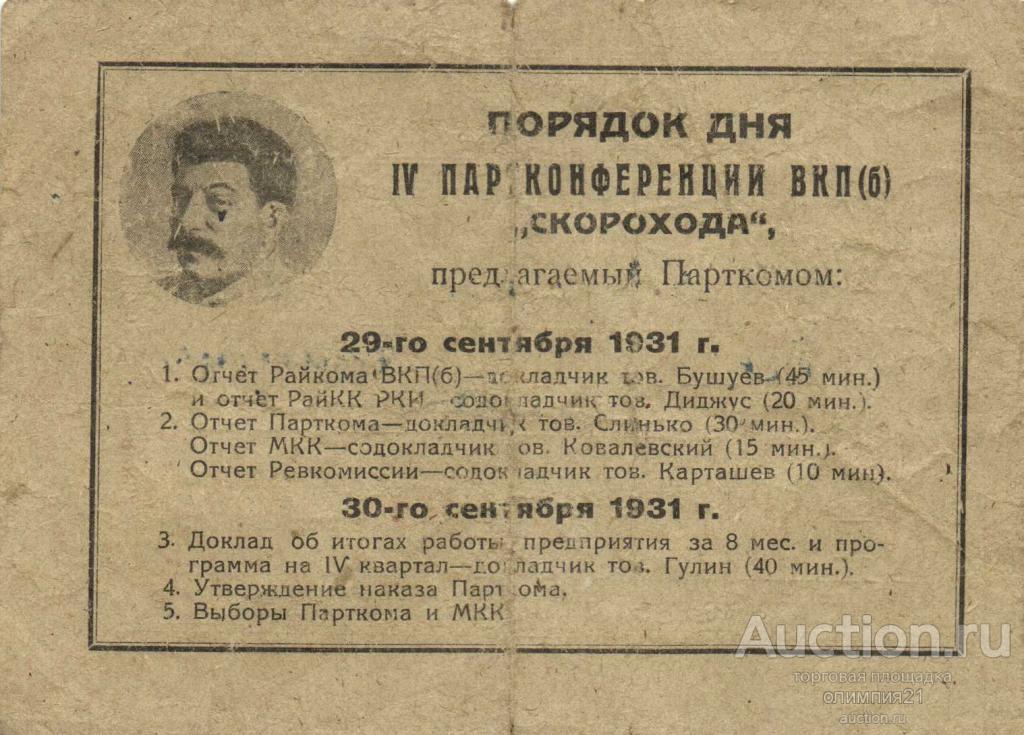 ПОРЯДОК ДНЯ
IV ПАРТКОНФЕРЕНЦИИ ВКП(б)
„СКОРОХОДА“,
предлагаемый Парткомом:
29-го сентября 1931 г.
1. Отчет Райкома ВКП(б)—докладчик тов. Бушуев (45 мин.)
и отчет РайКК РКИ—содокладчик тов. Диджус (20 мин.).
2. Отчет Парткома—докладчик тов. Слинько (30 мин.).
Отчет МКК—содокладчик тов. Ковалевский (15 мин.).
Отчет Ревкомиссии—содокладчик тов. Карташев (10 мин).
30-го сентября 1931 г.
3. Доклад об итогах работы предприятия за 8 мес. и про-
грамма на IV квартал—докладчик тов. Гулин (40 мин.).
4. Утверждение наказа Парткома.
5. Выборы Парткома и МКК
Auction.ru
торговая площадка
олимпия21
auction.ru